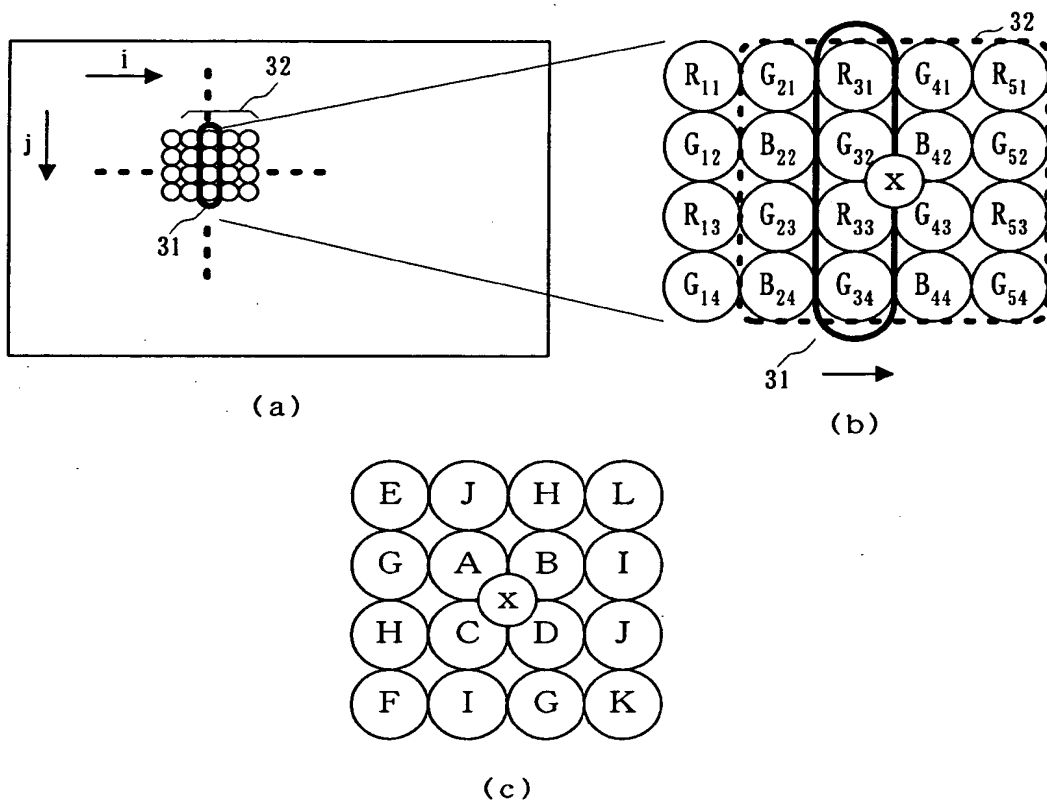 i
32
j
31
(a)
32
R11 G21 R31 G41 R51
G12 B22 G32 B42 G52
X
R13 G23 R33 G43 R53
G14 B24 G34 B44 G54
31
(b)
E J H L
G A B I
X
H C D J
F I G K
(c)